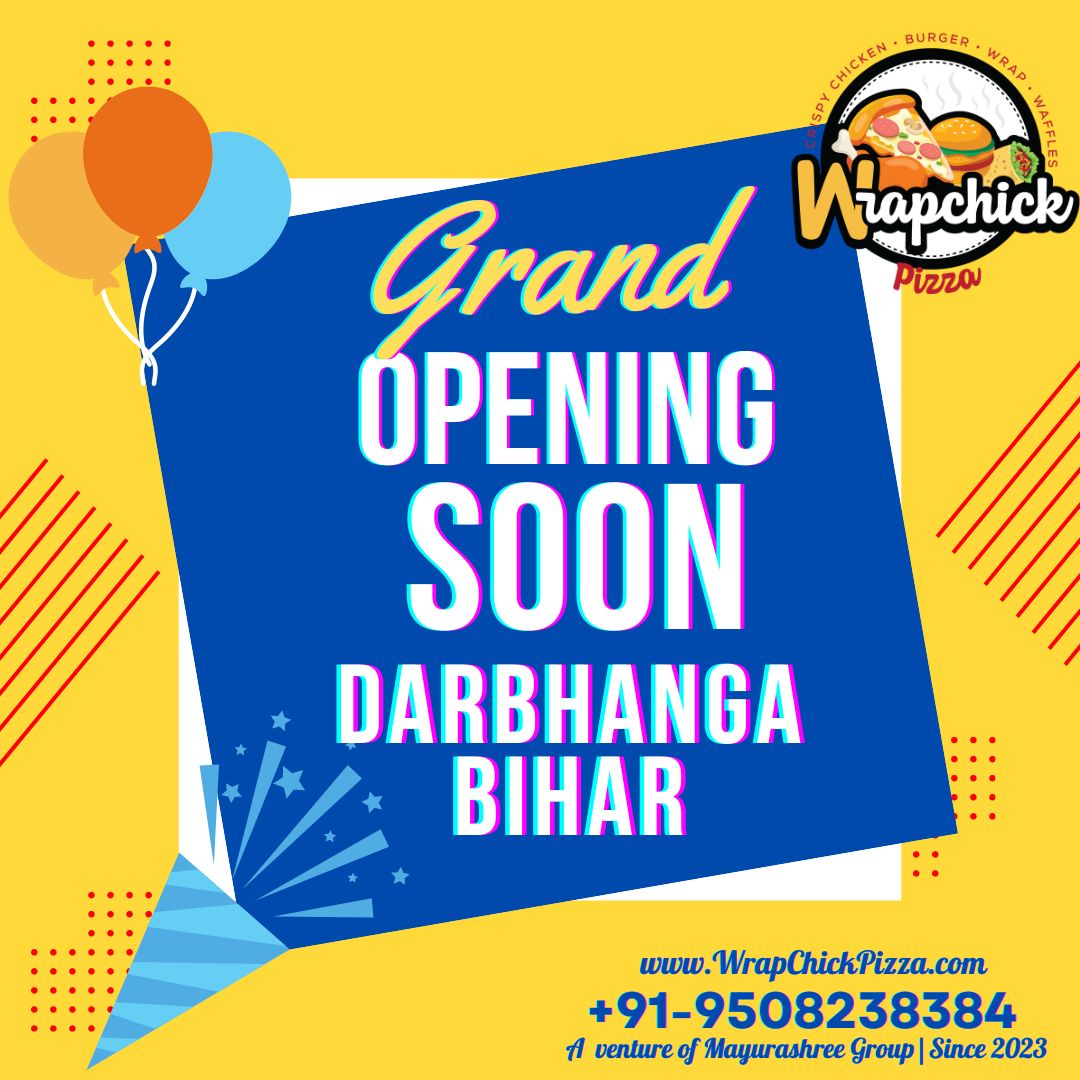 CRISPY CHICKEN • BURGER • WRAP • WAFFLES
Wrapchick
Pizza
Grand
OPENING
SOON
DARBHANGA
BIHAR
www.WrapChickPizza.com
+91-9508238384
A venture of Mayurashree Group | Since 2023